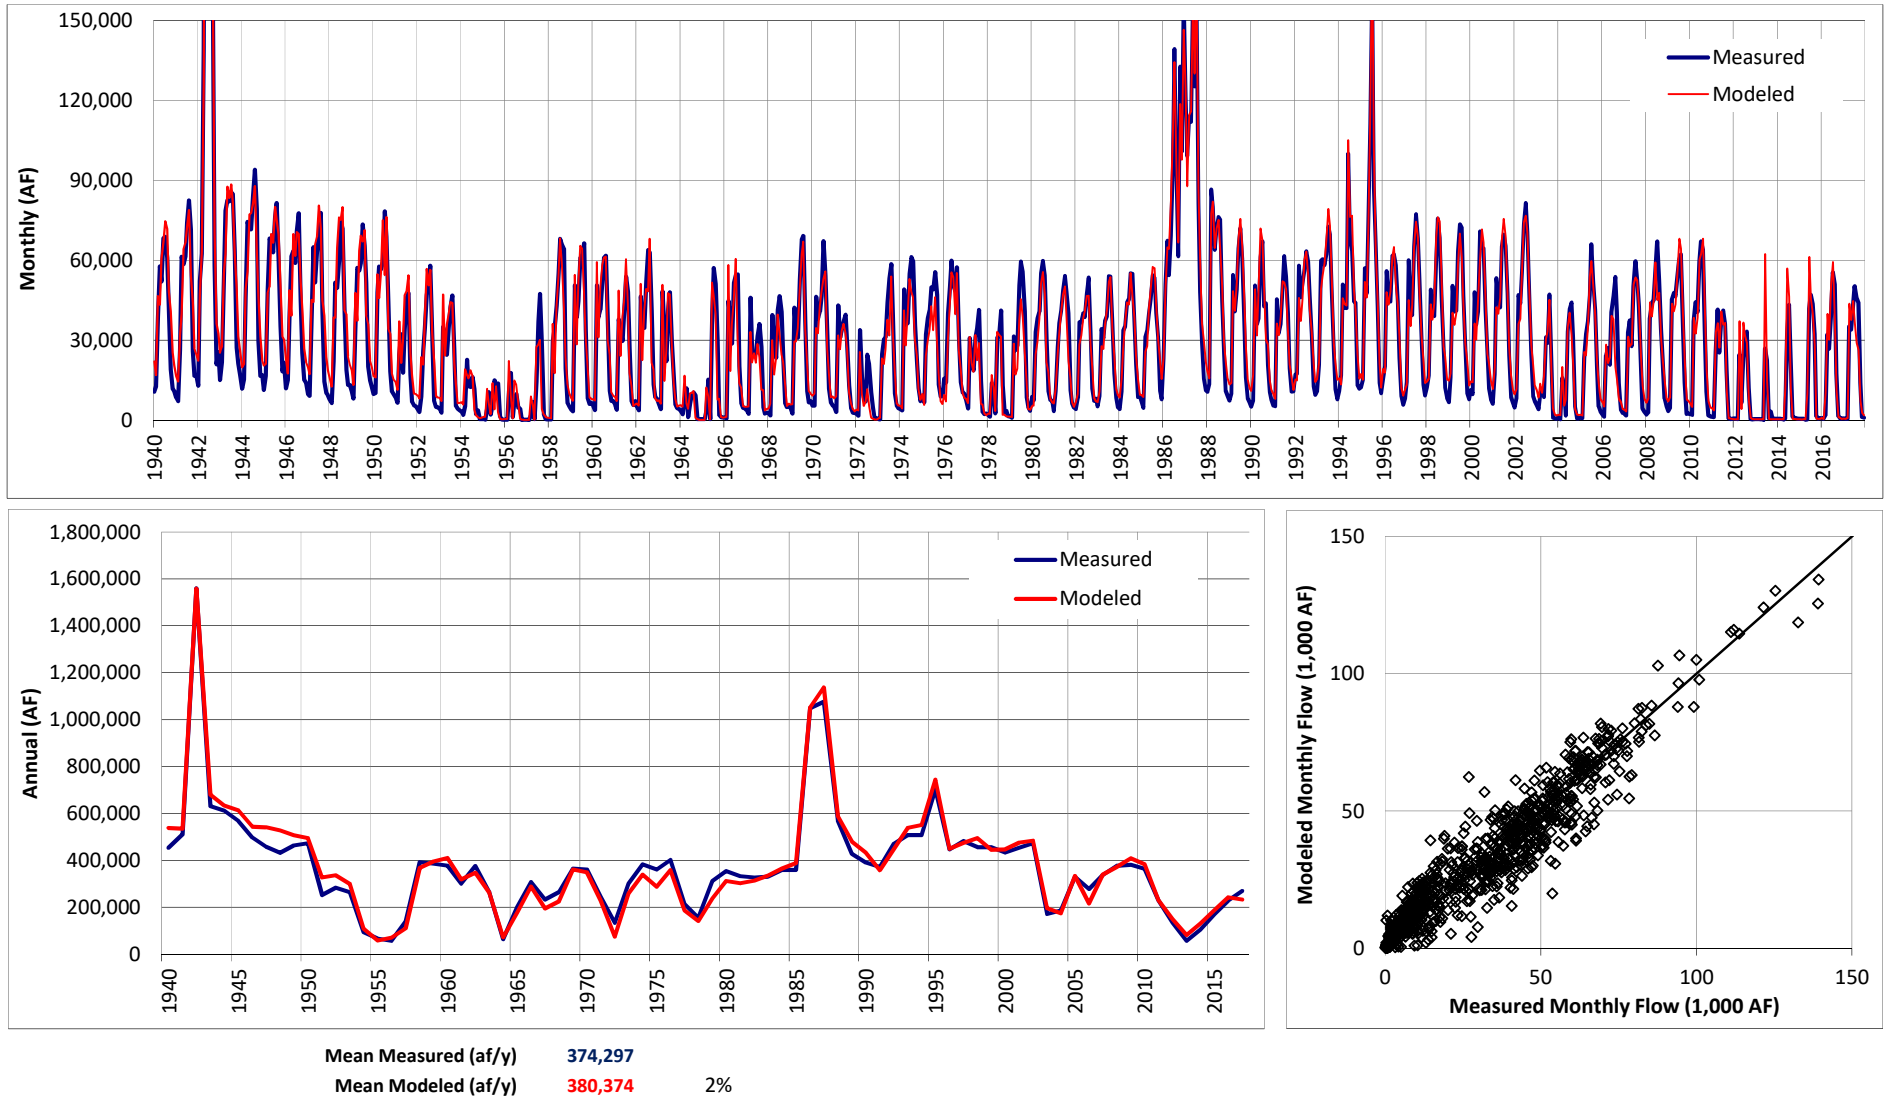 150,000
120,000
90,000
60,000
30,000
0
Monthly (AF)
Measured
Modeled
1940 1942 1944 1946 1948 1950 1952 1954 1956 1958 1960 1962 1964 1966 1968 1970 1972 1974 1976 1978 1980 1982 1984 1986 1988 1990 1992 1994 1996 1998 2000 2002 2004 2006 2008 2010 2012 2014 2016
1,800,000
1,600,000
1,400,000
1,200,000
1,000,000
800,000
600,000
400,000
200,000
0
Annual (AF)
Measured
Modeled
1940 1945 1950 1955 1960 1965 1970 1975 1980 1985 1990 1995 2000 2005 2010 2015
150
100
50
0
Modeled Monthly Flow (1,000 AF)
0 50 100 150
Measured Monthly Flow (1,000 AF)
Mean Measured (af/y) 374,297
Mean Modeled (af/y) 380,374 2%